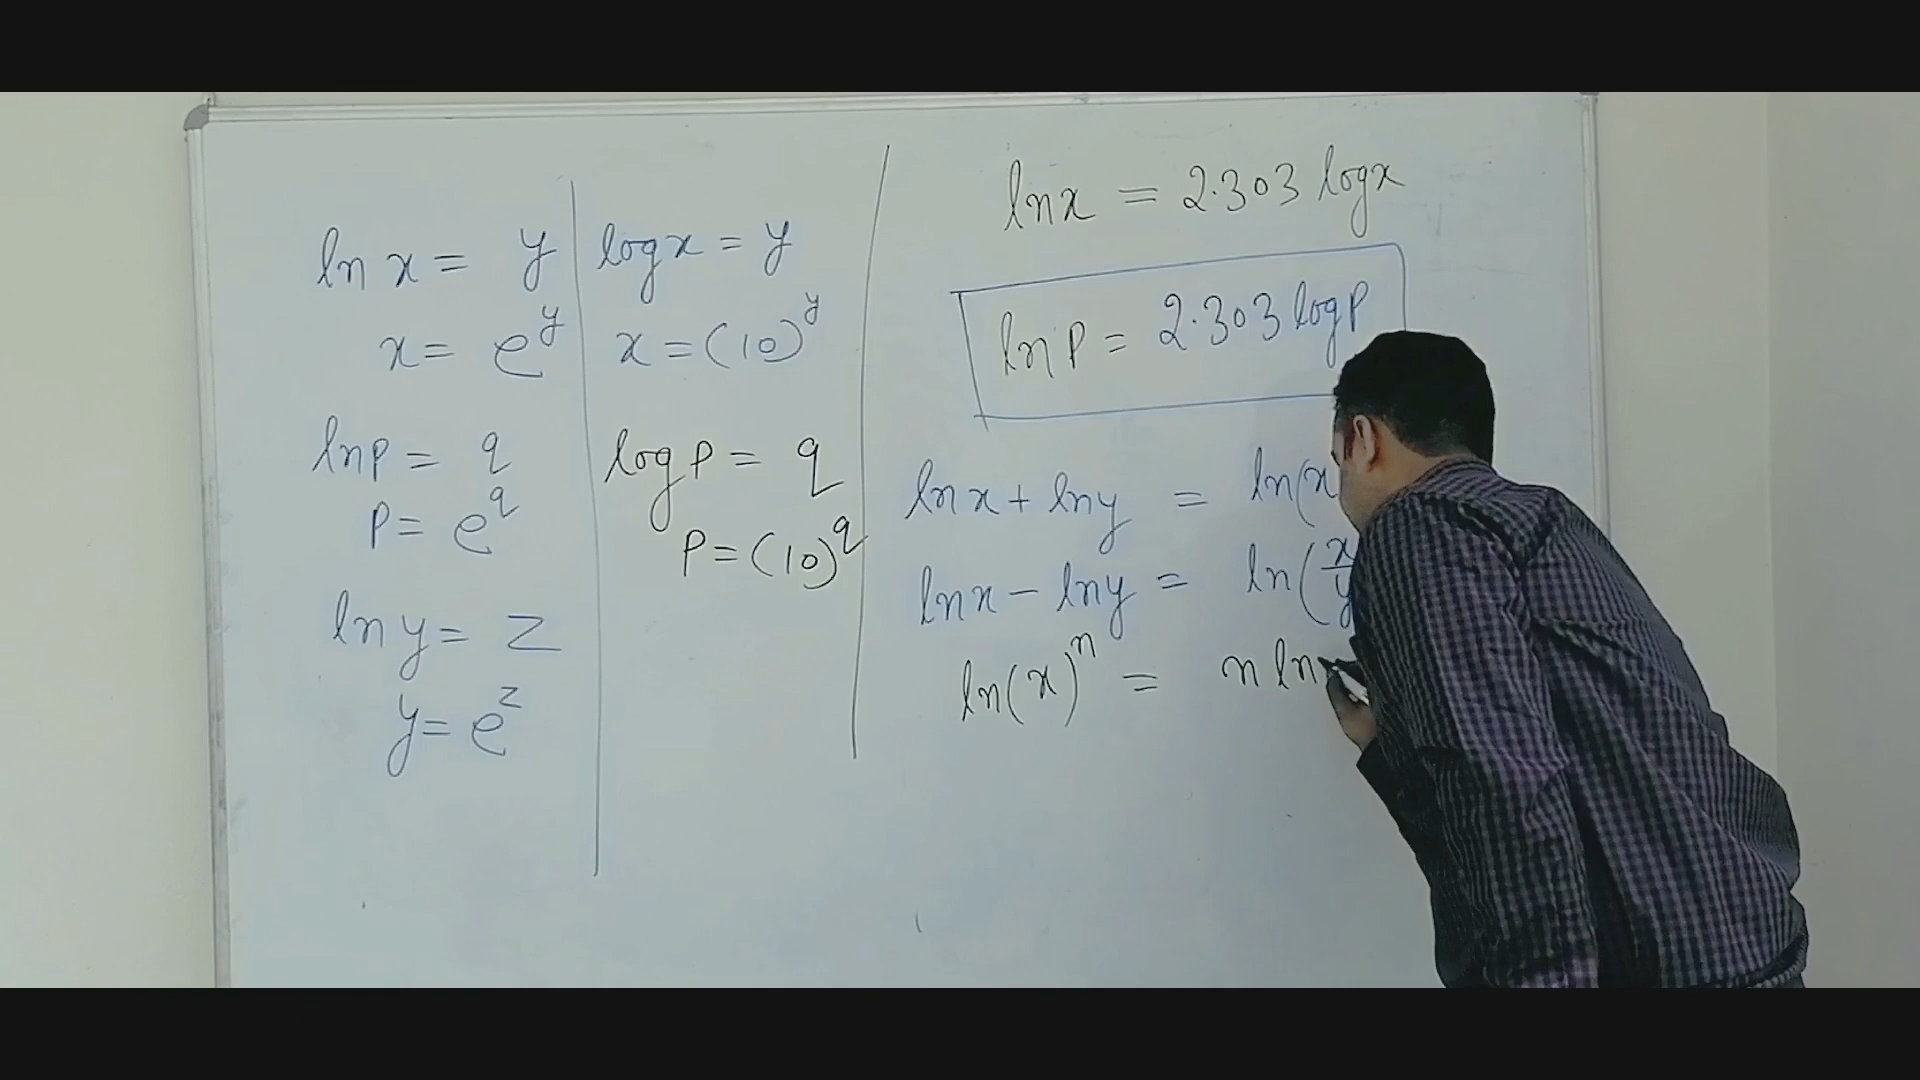 ln x = y
x = e^y
ln p = q
p = e^q
ln y = z
y = e^z
log x = y
x = (10)^y
log p = q
p = (10)^q
ln x = 2.303 log x
ln p = 2.303 log p
ln x + ln y = ln(x
ln x - ln y = ln(x/y
ln(x)^n = n ln